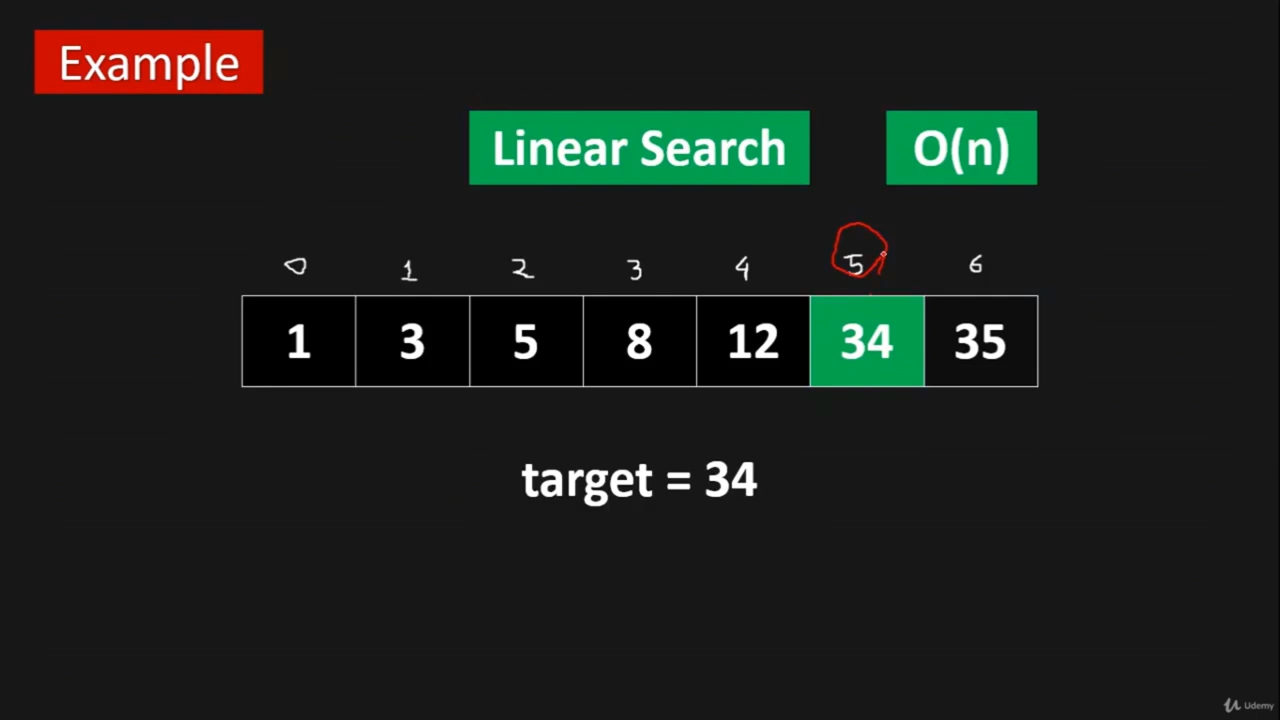 Example
Linear Search O(n)
0 1 2 3 4 5 6
1 3 5 8 12 34 35
target = 34
Udemy